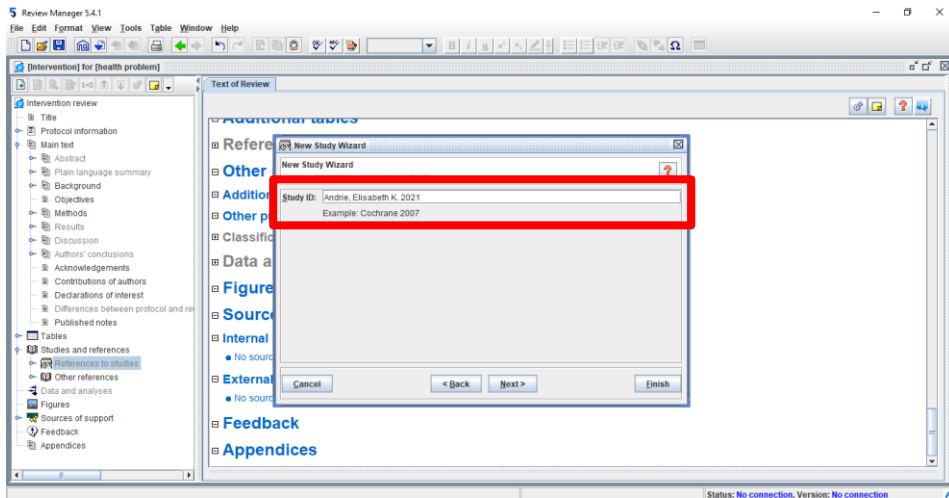 Review Manager 5.4.1
File Edit Format View Tools Table Window Help
[Intervention] for [health problem]
Intervention review
Title
Protocol information
Main text
Abstract
Plain language summary
Background
Objectives
Methods
Results
Discussion
Authors' conclusions
Acknowledgements
Contributions of authors
Declarations of interest
Differences between protocol and re
Published notes
Tables
Studies and references
References to studies
Other references
Data and analyses
Figures
Sources of support
Feedback
Appendices
Text of Review
Additional tables
Refere
Other
Addition
Other p
Classific
Data a
Figure
Source
Internal
No sourc
External
No sourc
Feedback
Appendices
New Study Wizard
New Study Wizard
Study ID: Andrie, Elisabeth K. 2021
Example: Cochrane 2007
Cancel < Back Next > Finish
Status: No connection. Version: No connection